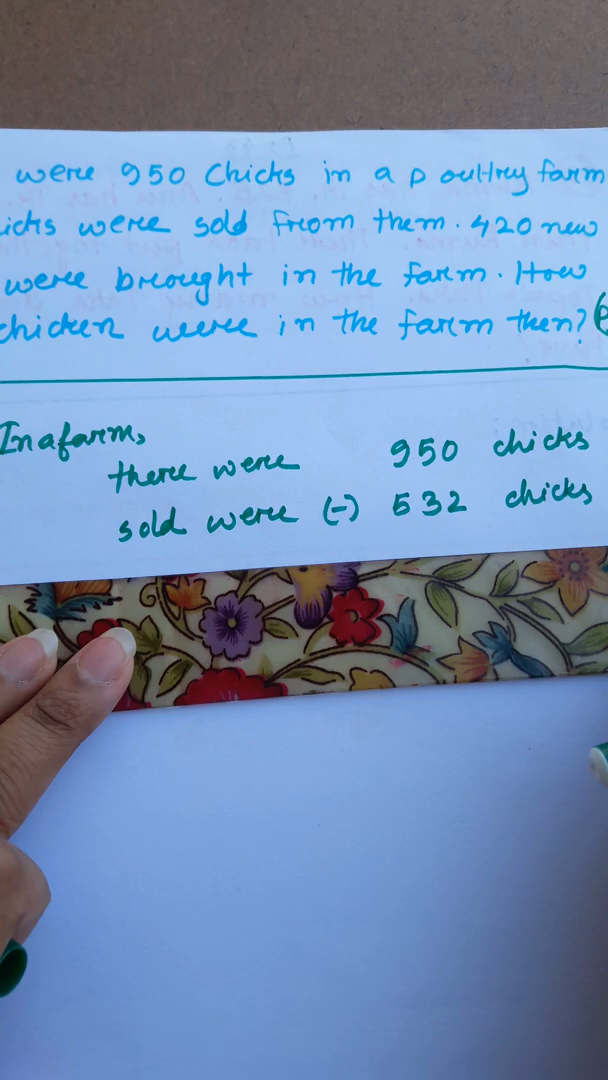 were 950 Chicks in a poultry farm
icks were sold from them. 420 new
were brought in the farm. How
chicken were in the farm then?
In a farm,
there were 950 chicks
sold were (-) 532 chicks